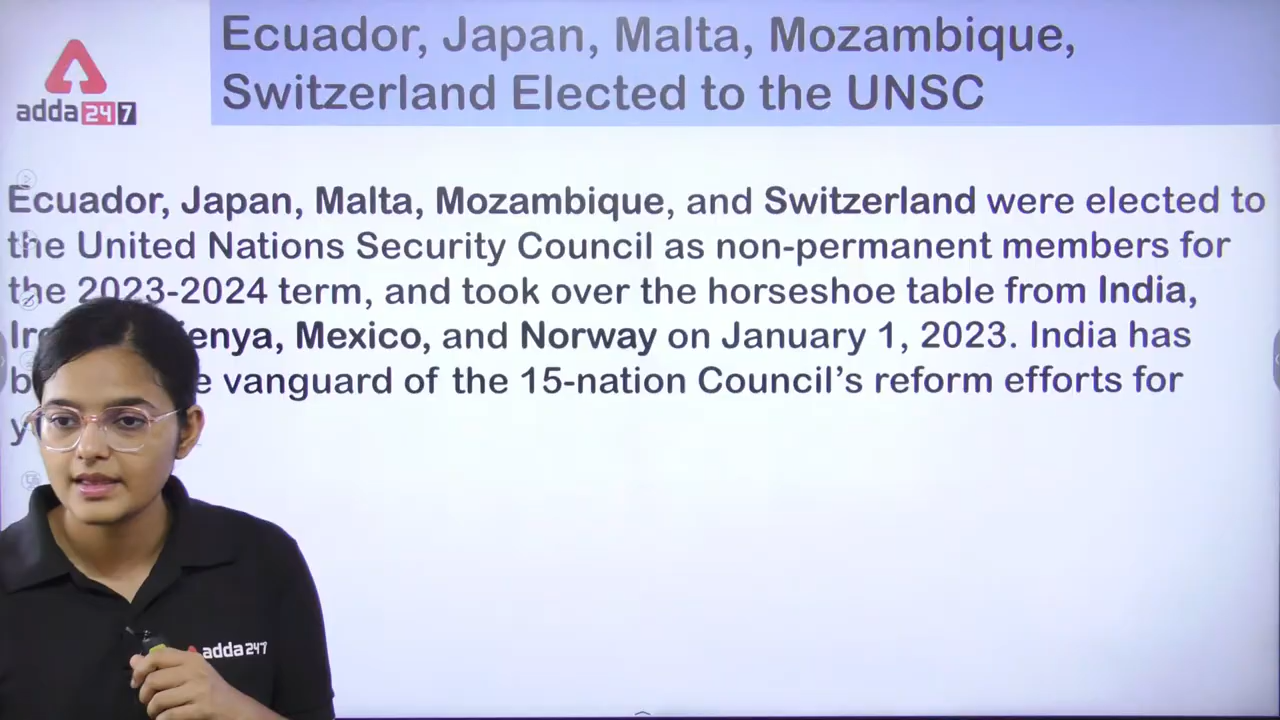 Ecuador, Japan, Malta, Mozambique,
Switzerland Elected to the UNSC
adda247
Ecuador, Japan, Malta, Mozambique, and Switzerland were elected to
the United Nations Security Council as non-permanent members for
the 2023-2024 term, and took over the horseshoe table from India,
Mexico, and Norway on January 1, 2023. India has
vanguard of the 15-nation Council's reform efforts for
adda247